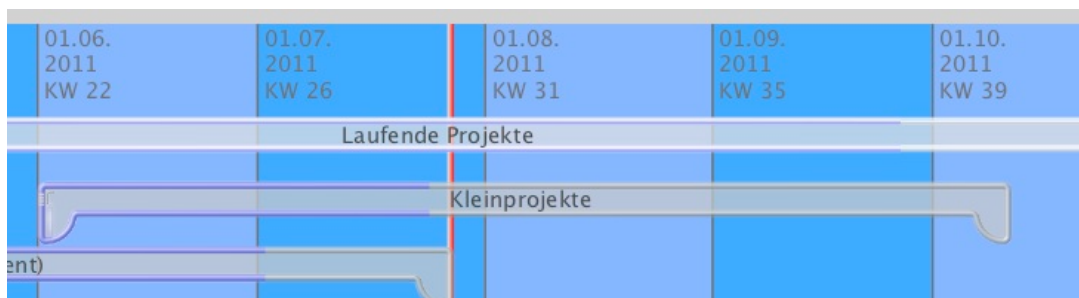 01.06.
2011
KW 22
01.07.
2011
KW 26
01.08.
2011
KW 31
01.09.
2011
KW 35
01.10.
2011
KW 39
Laufende Projekte
Kleinprojekte
ent)